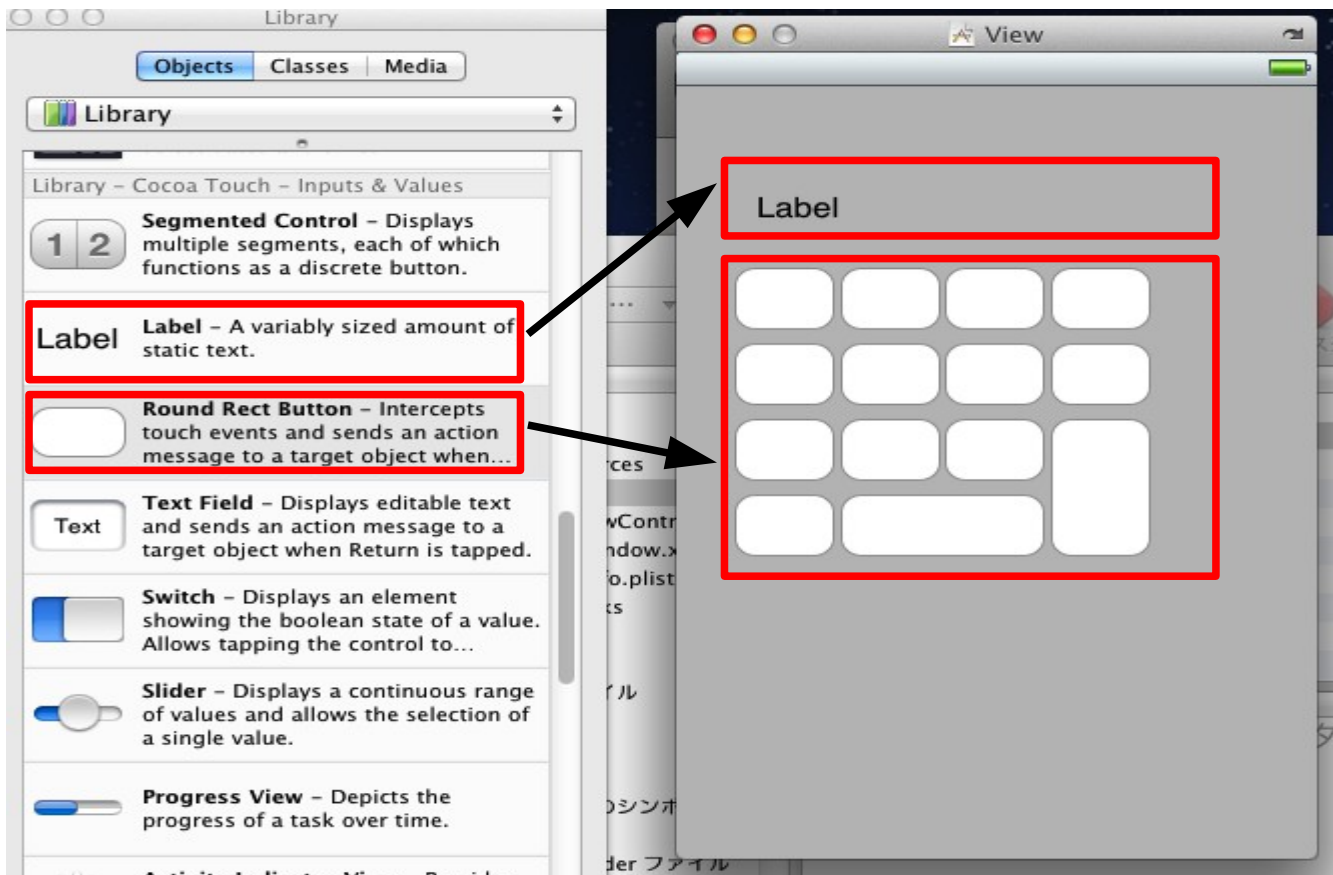 Library
Objects
Classes
Media
Library
Library – Cocoa Touch – Inputs & Values
1 2
Segmented Control – Displays
multiple segments, each of which
functions as a discrete button.
Label
Label – A variably sized amount of
static text.
Round Rect Button – Intercepts
touch events and sends an action
message to a target object when...
Text
Text Field – Displays editable text
and sends an action message to a
target object when Return is tapped.
Switch – Displays an element
showing the boolean state of a value.
Allows tapping the control to...
Slider – Displays a continuous range
of values and allows the selection of
a single value.
Progress View – Depicts the
progress of a task over time.
...
rces
wContr
ndow.x
fo.plist
ks
イル
のシンボ
der ファイル
View
Label